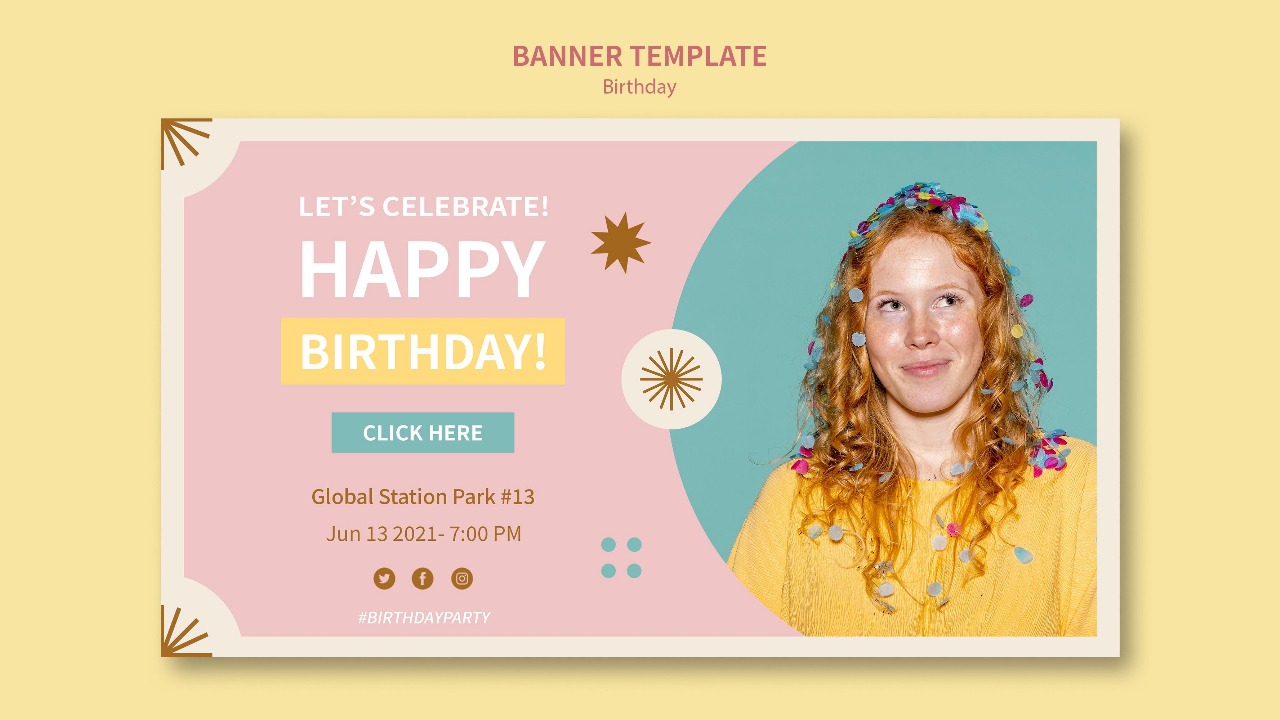 BANNER TEMPLATE
Birthday
LET’S CELEBRATE!
HAPPY
BIRTHDAY!
CLICK HERE
Global Station Park #13
Jun 13 2021- 7:00 PM
#BIRTHDAYPARTY